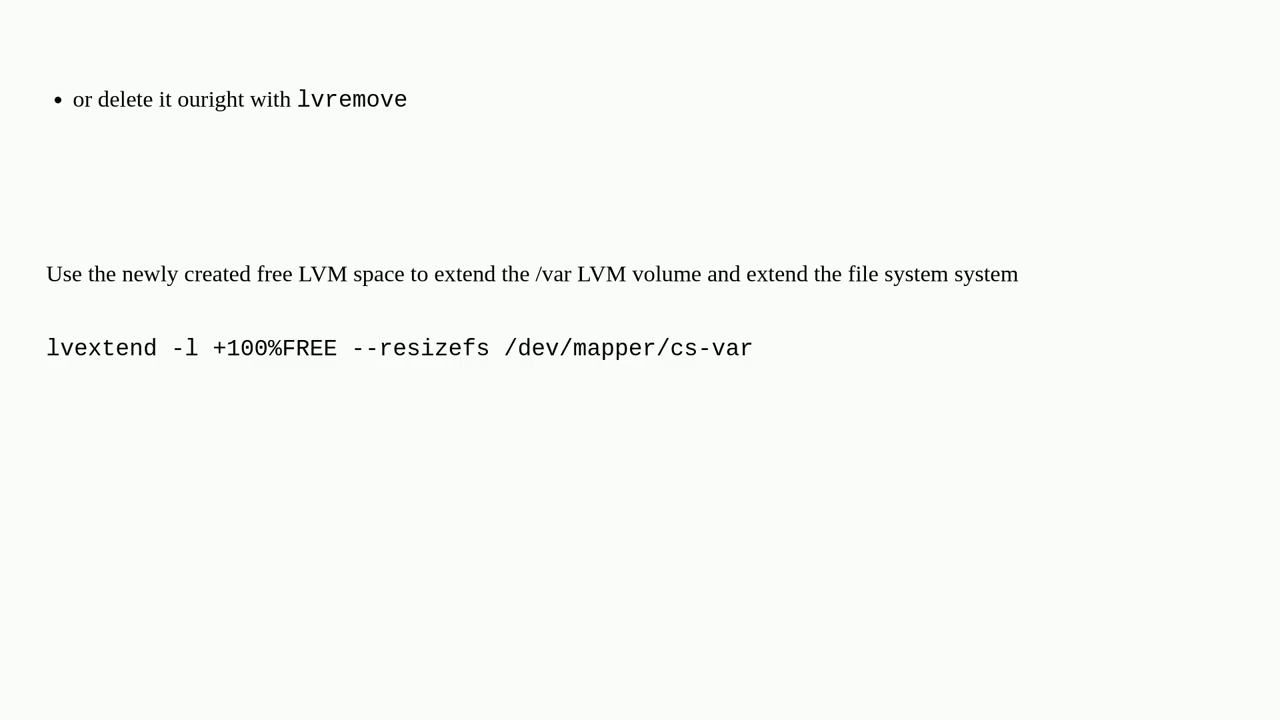 • or delete it ouright with lvremove
Use the newly created free LVM space to extend the /var LVM volume and extend the file system system
lvextend -l +100%FREE --resizefs /dev/mapper/cs-var